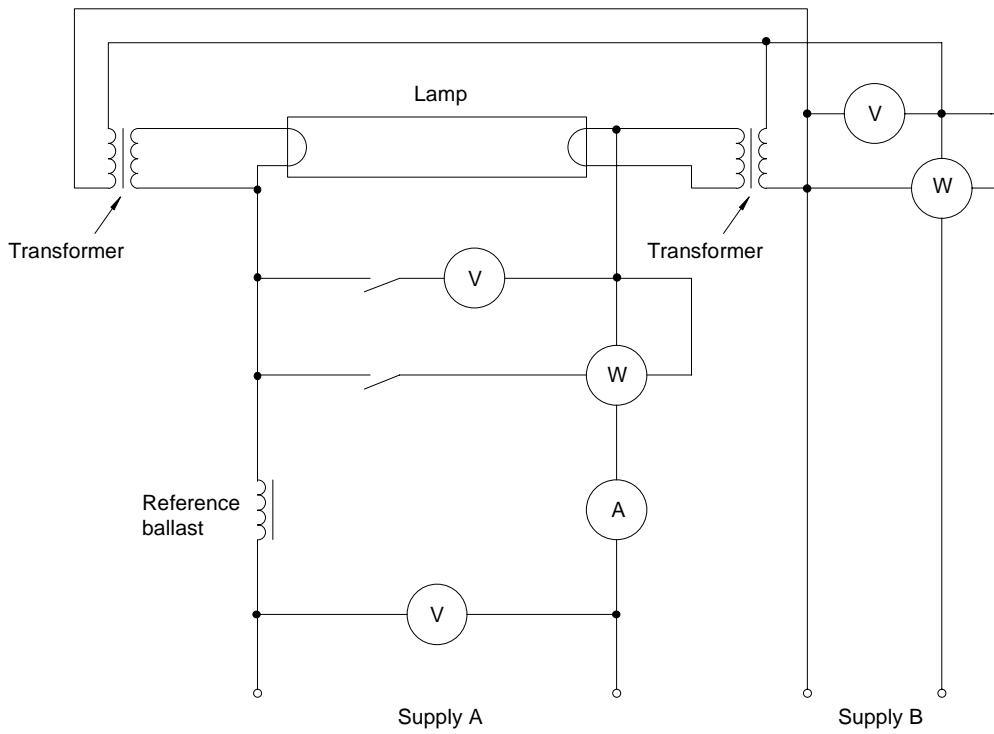 Lamp
V
W
Transformer
Transformer
V
W
Reference
ballast
A
V
Supply A
Supply B